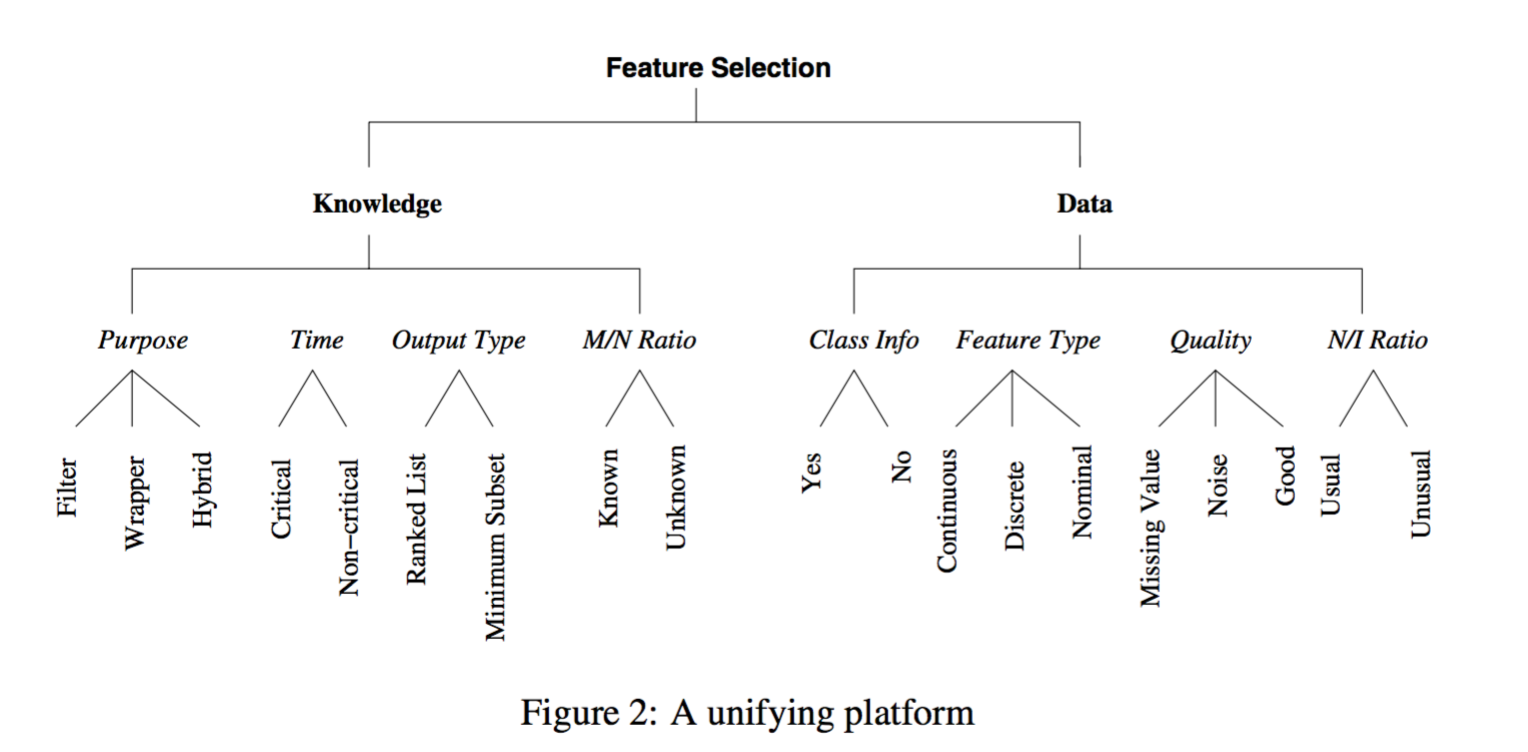 Feature Selection
Knowledge Data
Purpose Time Output Type M/N Ratio Class Info Feature Type Quality N/I Ratio
Filter
Wrapper
Hybrid
Critical
Non−critical
Ranked List
Minimum Subset
Known
Unknown
Yes
No
Continuous
Discrete
Nominal
Missing Value
Noise
Good
Usual
Unusual
Figure 2: A unifying platform